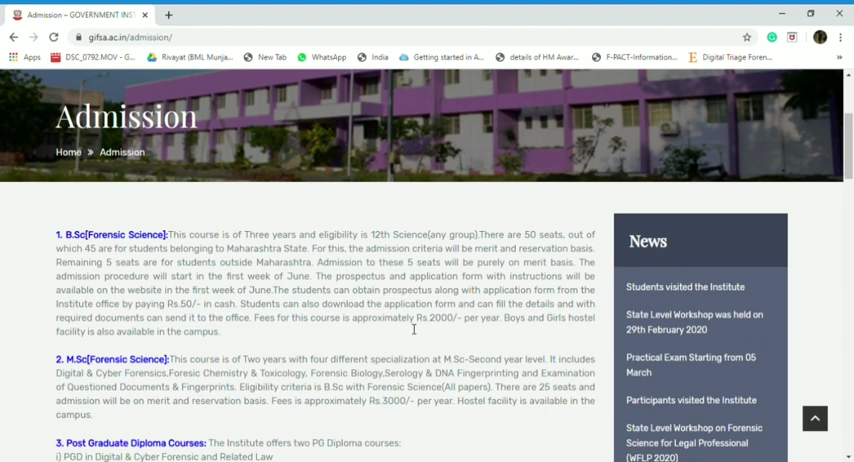 Admission – GOVERNMENT INST
gifsa.ac.in/admission/
Apps DSC_0792.MOV - G... Rivayat (BML Munja... New Tab WhatsApp India Getting started in A... details of HM Awar... F-PACT-Information... Digital Triage Foren...
Admission
Home » Admission
1. B.Sc[Forensic Science]:This course is of Three years and eligibility is 12th Science(any group).There are 50 seats, out of
which 45 are for students belonging to Maharashtra State. For this, the admission criteria will be merit and reservation basis.
Remaining 5 seats are for students outside Maharashtra. Admission to these 5 seats will be purely on merit basis. The
admission procedure will start in the first week of June. The prospectus and application form with instructions will be
available on the website in the first week of June.The students can obtain prospectus along with application form from the
Institute office by paying Rs.50/- in cash. Students can also download the application form and can fill the details and with
required documents can send it to the office. Fees for this course is approximately Rs.2000/- per year. Boys and Girls hostel
facility is also available in the campus.
2. M.Sc[Forensic Science]:This course is of Two years with four different specialization at M.Sc-Second year level. It includes
Digital & Cyber Forensics,Foresic Chemistry & Toxicology, Forensic Biology,Serology & DNA Fingerprinting and Examination
of Questioned Documents & Fingerprints. Eligibility criteria is B.Sc with Forensic Science(All papers). There are 25 seats and
admission will be on merit and reservation basis. Fees is approximately Rs.3000/- per year. Hostel facility is available in the
campus.
3. Post Graduate Diploma Courses: The Institute offers two PG Diploma courses:
i) PGD in Digital & Cyber Forensic and Related Law
News
Students visited the Institute
State Level Workshop was held on
29th February 2020
Practical Exam Starting from 05
March
Participants visited the Institute
State Level Workshop on Forensic
Science for Legal Professional
(WFLP 2020)